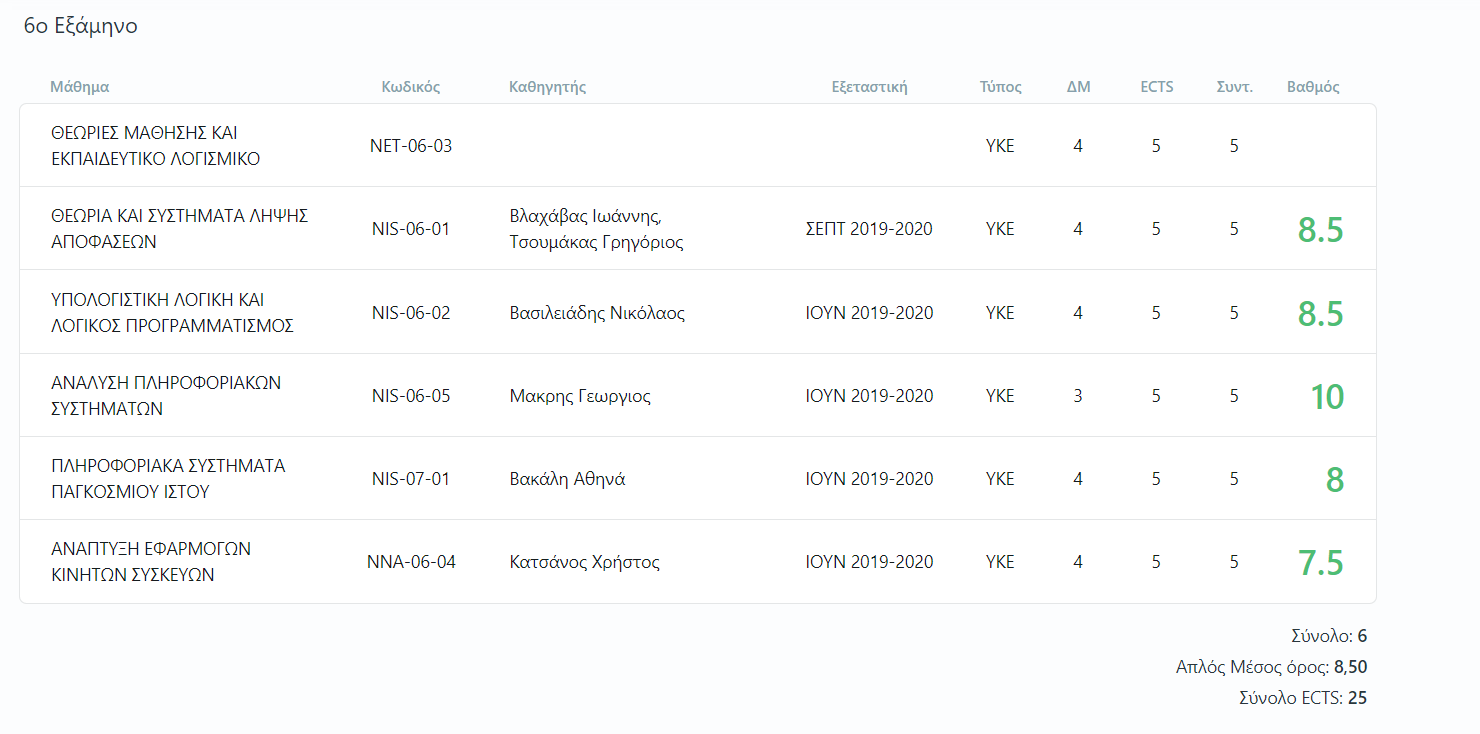 6ο Εξάμηνο
Μάθημα Κωδικός Καθηγητής Εξεταστική Τύπος ΔΜ ECTS Συντ. Βαθμός
ΘΕΩΡΙΕΣ ΜΑΘΗΣΗΣ ΚΑΙ
ΕΚΠΑΙΔΕΥΤΙΚΟ ΛΟΓΙΣΜΙΚΟ
NET-06-03 ΥΚΕ 4 5 5
ΘΕΩΡΙΑ ΚΑΙ ΣΥΣΤΗΜΑΤΑ ΛΗΨΗΣ
ΑΠΟΦΑΣΕΩΝ
NIS-06-01
Βλαχάβας Ιωάννης,
Τσουμάκας Γρηγόριος
ΣΕΠΤ 2019-2020 ΥΚΕ 4 5 5 8.5
ΥΠΟΛΟΓΙΣΤΙΚΗ ΛΟΓΙΚΗ ΚΑΙ
ΛΟΓΙΚΟΣ ΠΡΟΓΡΑΜΜΑΤΙΣΜΟΣ
NIS-06-02 Βασιλειάδης Νικόλαος ΙΟΥΝ 2019-2020 ΥΚΕ 4 5 5 8.5
ΑΝΑΛΥΣΗ ΠΛΗΡΟΦΟΡΙΑΚΩΝ
ΣΥΣΤΗΜΑΤΩΝ
NIS-06-05 Μακρης Γεωργιος ΙΟΥΝ 2019-2020 ΥΚΕ 3 5 5 10
ΠΛΗΡΟΦΟΡΙΑΚΑ ΣΥΣΤΗΜΑΤΑ
ΠΑΓΚΟΣΜΙΟΥ ΙΣΤΟΥ
NIS-07-01 Βακάλη Αθηνά ΙΟΥΝ 2019-2020 ΥΚΕ 4 5 5 8
ΑΝΑΠΤΥΞΗ ΕΦΑΡΜΟΓΩΝ
ΚΙΝΗΤΩΝ ΣΥΣΚΕΥΩΝ
NNA-06-04 Κατσάνος Χρήστος ΙΟΥΝ 2019-2020 ΥΚΕ 4 5 5 7.5
Σύνολο: 6
Απλός Μέσος όρος: 8,50
Σύνολο ECTS: 25